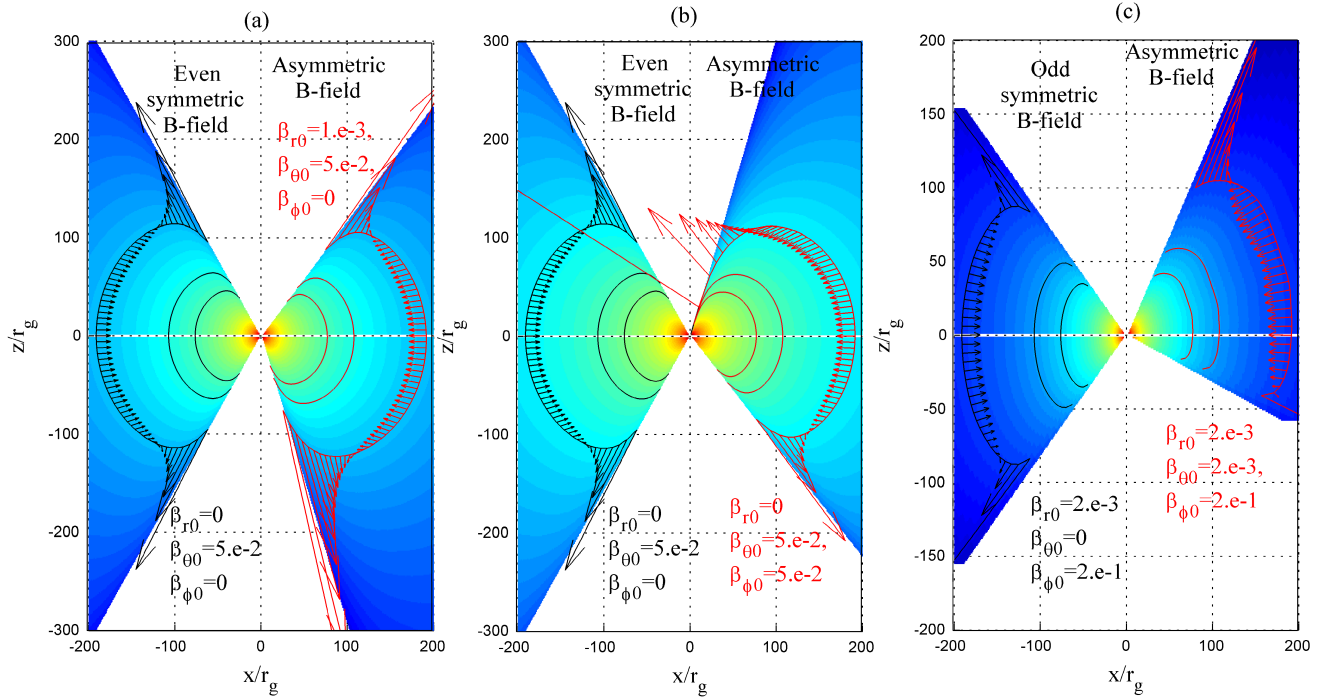 (a)
300
200
100
0
-100
-200
-300
z/r_g
Even
symmetric
B-field
Asymmetric
B-field
β_r0=1.e-3,
β_θ0=5.e-2,
β_ϕ0=0
β_r0=0
β_θ0=5.e-2
β_ϕ0=0
-200 -100 0 100 200
x/r_g
(b)
300
200
100
0
-100
-200
-300
z/r_g
Even
symmetric
B-field
Asymmetric
B-field
β_r0=0
β_θ0=5.e-2
β_ϕ0=0
β_r0=0
β_θ0=5.e-2,
β_ϕ0=5.e-2
-200 -100 0 100 200
x/r_g
(c)
200
150
100
50
0
-50
-100
-150
-200
z/r_g
Odd
symmetric
B-field
Asymmetric
B-field
β_r0=2.e-3
β_θ0=2.e-3,
β_ϕ0=2.e-1
β_r0=2.e-3
β_θ0=0
β_ϕ0=2.e-1
-200 -100 0 100 200
x/r_g